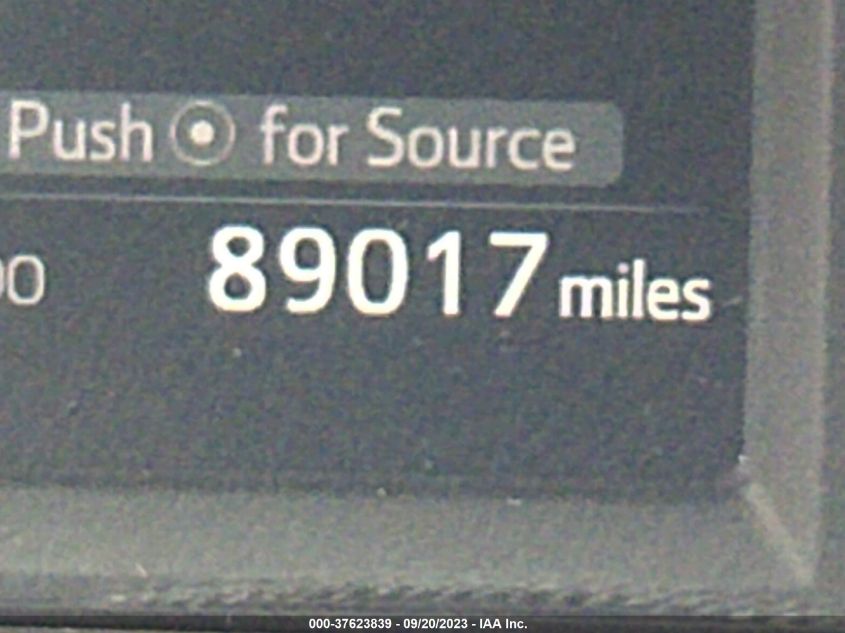 Push for Source
89017 miles
000-37623839 - 09/20/2023 - IAA Inc.